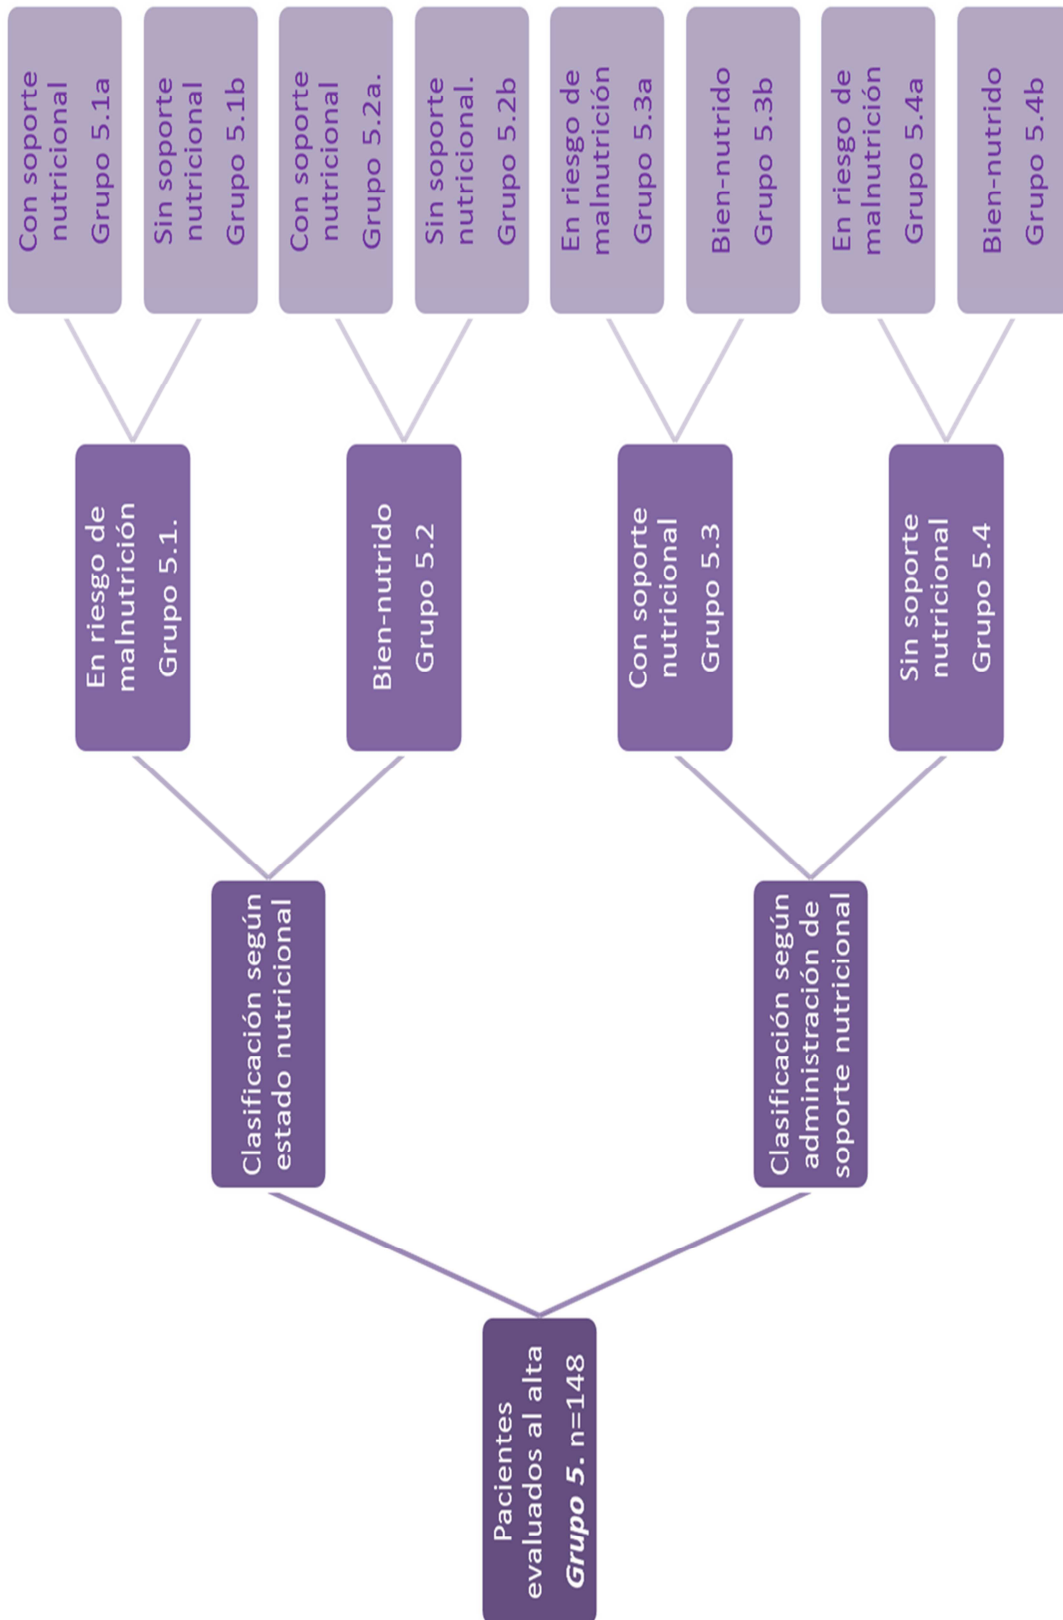 Pacientes
evaluados al alta
Grupo 5. n=148
Clasificación según
estado nutricional
Clasificación según
administración de
soporte nutricional
En riesgo de
malnutrición
Grupo 5.1.
Bien-nutrido
Grupo 5.2
Con soporte
nutricional
Grupo 5.3
Sin soporte
nutricional
Grupo 5.4
Con soporte
nutricional
Grupo 5.1a
Sin soporte
nutricional
Grupo 5.1b
Con soporte
nutricional
Grupo 5.2a.
Sin soporte
nutricional.
Grupo 5.2b
En riesgo de
malnutrición
Grupo 5.3a
Bien-nutrido
Grupo 5.3b
En riesgo de
malnutrición
Grupo 5.4a
Bien-nutrido
Grupo 5.4b